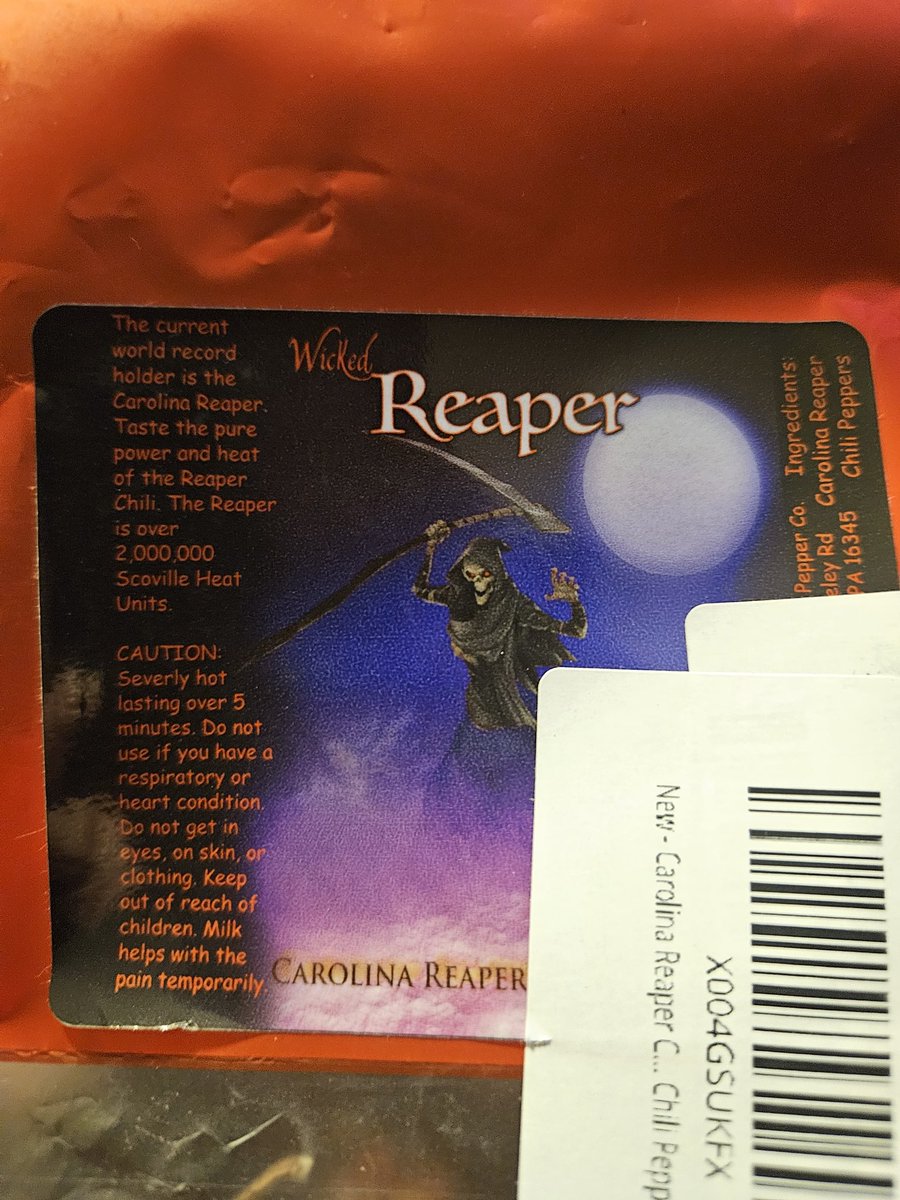 The current
world record
holder is the
Carolina Reaper.
Taste the pure
power and heat
of the Reaper
Chili. The Reaper
is over
2,000,000
Scoville Heat
Units.
CAUTION:
Severly hot
lasting over 5
minutes. Do not
use if you have a
respiratory or
heart condition.
Do not get in
eyes, on skin, or
clothing. Keep
out of reach of
children. Milk
helps with the
pain temporarily
Wicked
Reaper
CAROLINA REAPER
Pepper Co. Ingredients:
eley Rd Carolina Reaper
PA 16345 Chili Peppers
X004GSUKFX
New - Carolina Reaper C... Chili Pepp